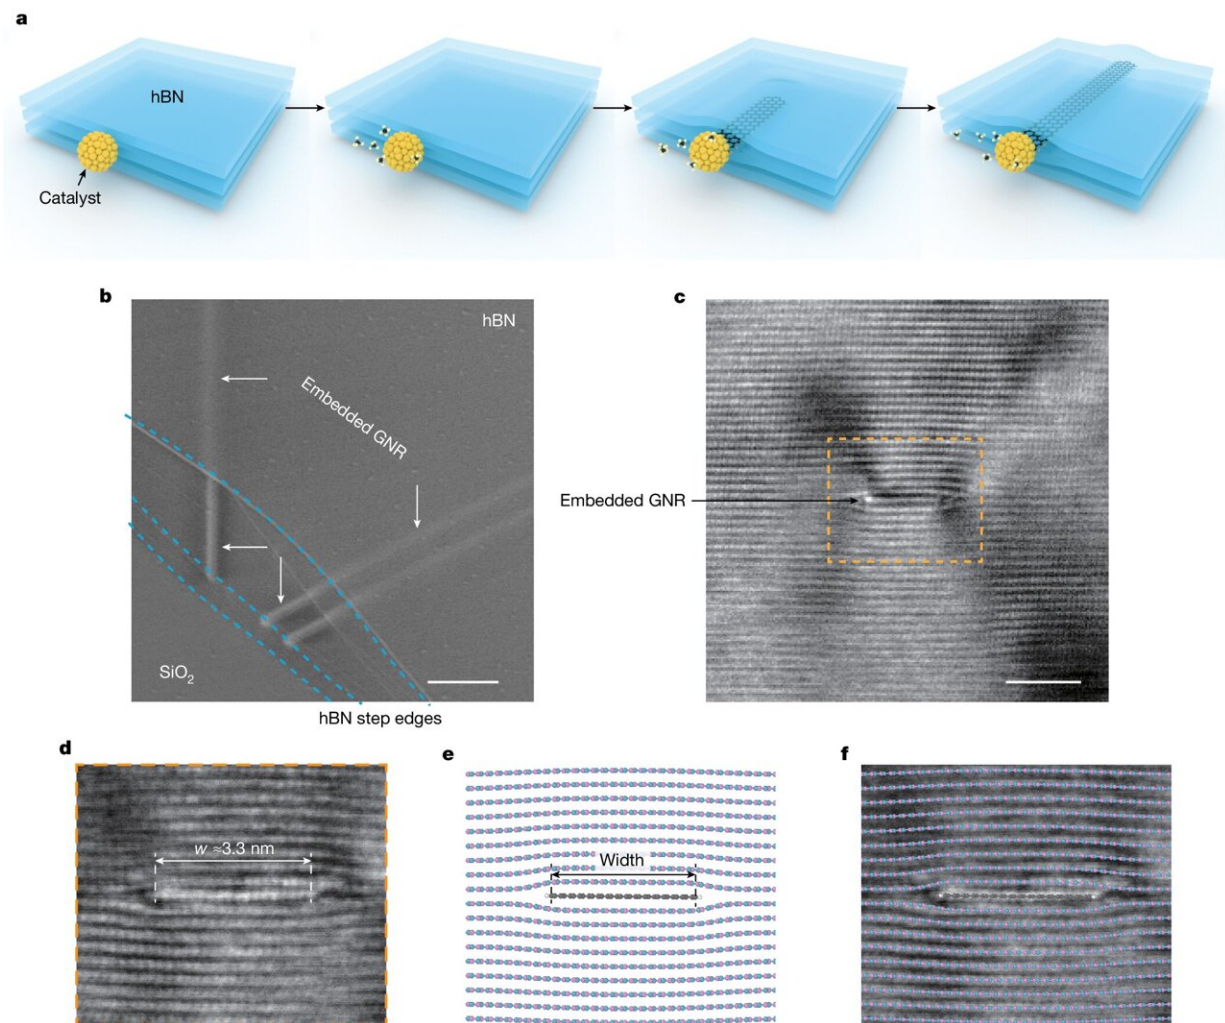 a
hBN
Catalyst
b
hBN
Embedded GNR
SiO₂
hBN step edges
c
Embedded GNR
d
w ≈3.3 nm
e
Width
f